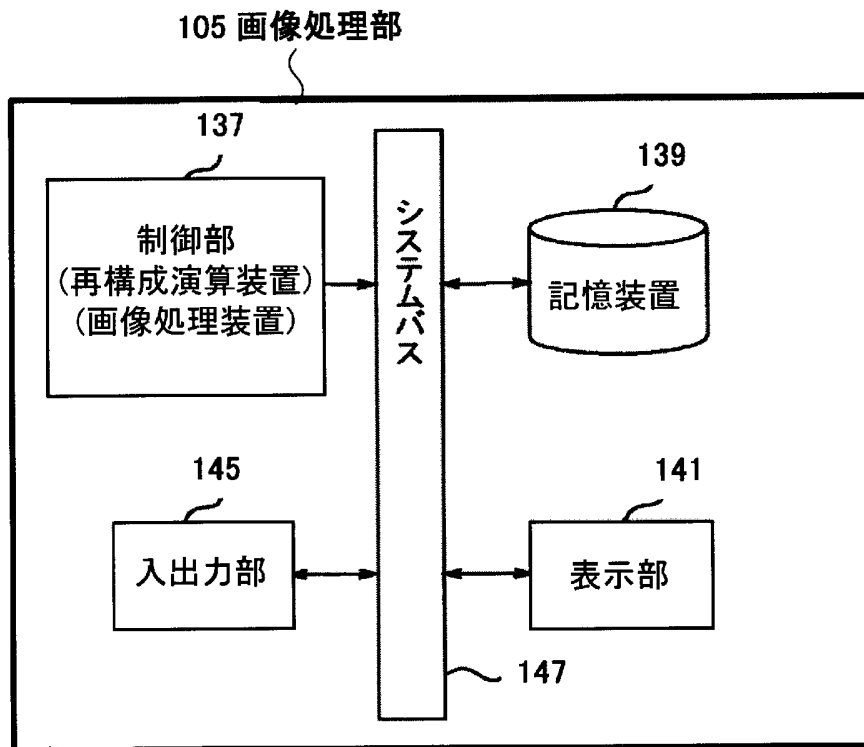 105 画像処理部
137
制御部
(再構成演算装置)
(画像処理装置)
システムバス
139
記憶装置
145
入出力部
141
表示部
147